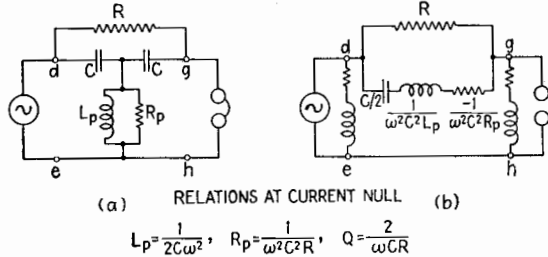 R
d
C
C
g
Lp
Rp
e
h
(a)
R
d
g
C/2
1/ω²C²Lp
-1/ω²C²Rp
e
h
(b)
RELATIONS AT CURRENT NULL
Lp = 1/2Cω², Rp = 1/ω²C²R, Q = 2/ωCR